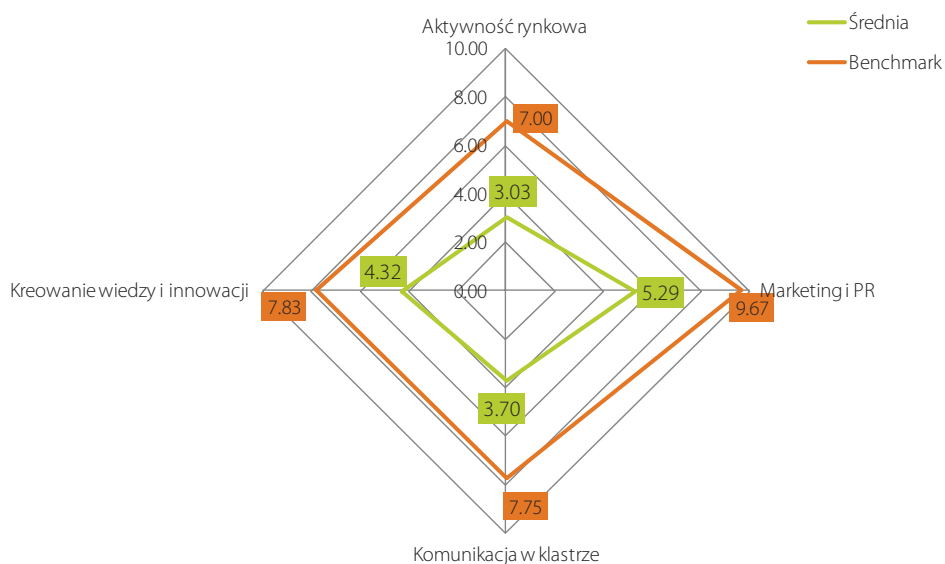 Aktywność rynkowa
Średnia
Benchmark
10.00
8.00
7.00
6.00
4.00
3.03
2.00
4.32
0.00
5.29
Kreowanie wiedzy i innowacji
Marketing i PR
7.83
9.67
3.70
7.75
Komunikacja w klastrze